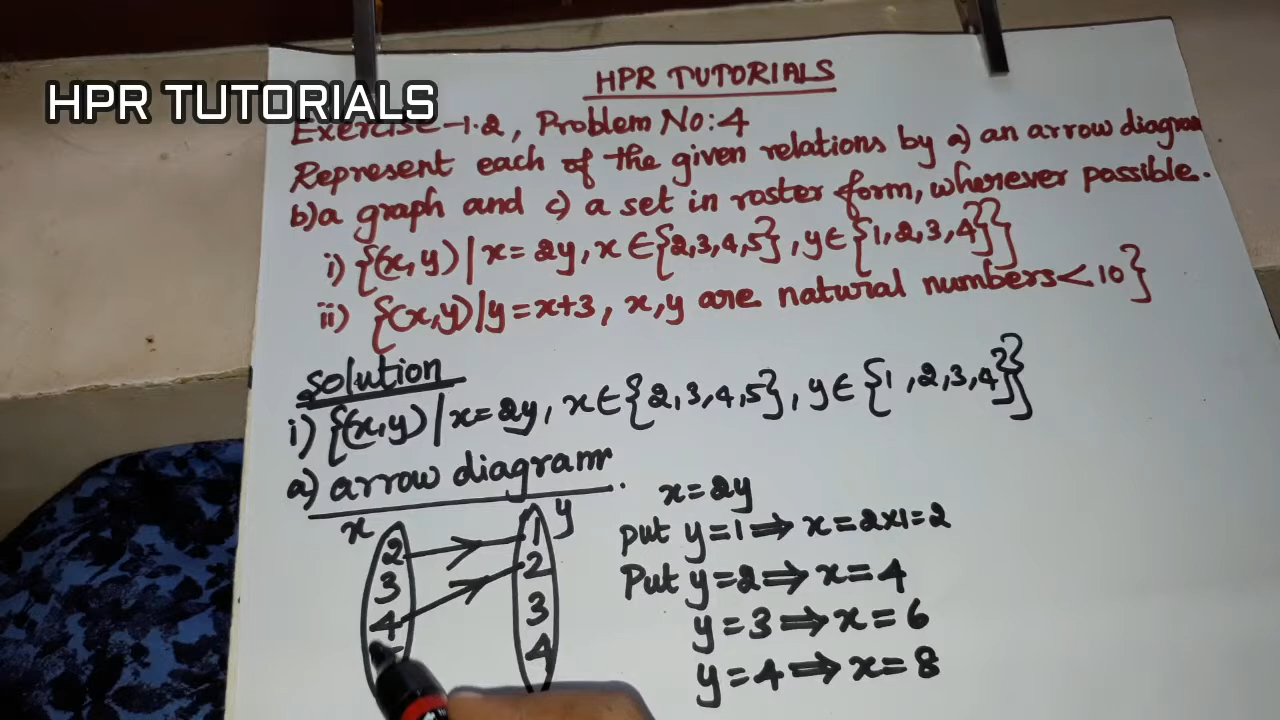 HPR TUTORIALS
HPR TUTORIALS
Exercise-1.2, Problem No:4
Represent each of the given relations by a) an arrow diagram
b) a graph and c) a set in roster form, wherever possible.
i) {(x,y) | x = 2y, x ∈ {2,3,4,5}, y ∈ {1,2,3,4}}
ii) {(x,y) | y = x+3, x,y are natural numbers < 10}
solution
i) {(x,y) | x = 2y, x ∈ {2,3,4,5}, y ∈ {1,2,3,4}}
a) arrow diagram.
x y
2 1
3 2
4 3
4
x = 2y
put y = 1 ⇒ x = 2×1 = 2
Put y = 2 ⇒ x = 4
y = 3 ⇒ x = 6
y = 4 ⇒ x = 8